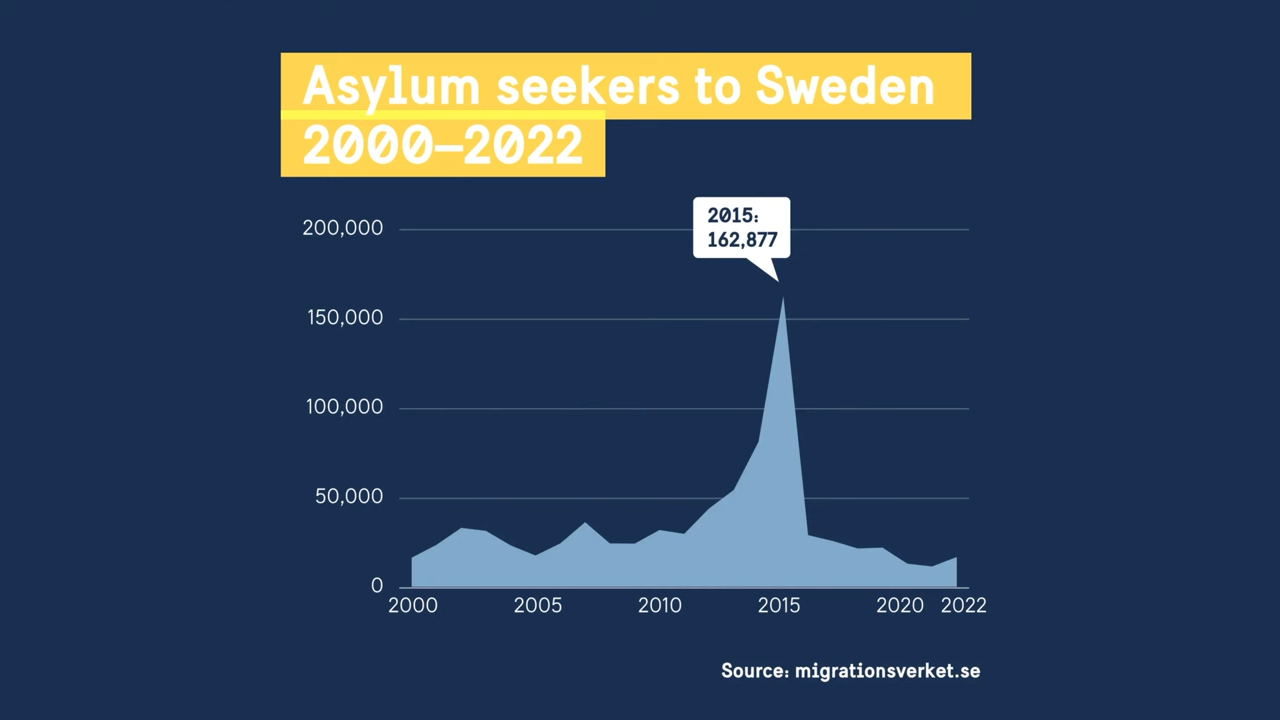 Asylum seekers to Sweden
2000–2022
2015:
162,877
200,000
150,000
100,000
50,000
0
2000 2005 2010 2015 2020 2022
Source: migrationsverket.se